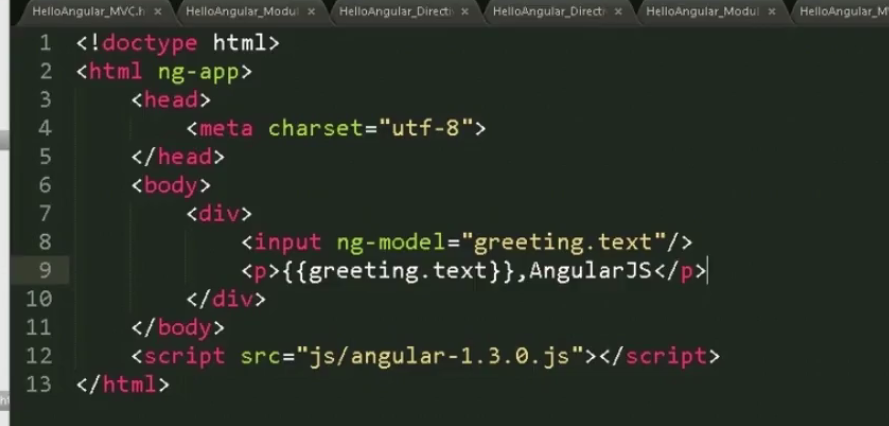 HelloAngular_MVC.h × HelloAngular_Modul × HelloAngular_Directi × HelloAngular_Directi × HelloAngular_Modul × HelloAngular_M
1 <!doctype html>
2 <html ng-app>
3 <head>
4 <meta charset="utf-8">
5 </head>
6 <body>
7 <div>
8 <input ng-model="greeting.text"/>
9 <p>{{greeting.text}},AngularJS</p>
10 </div>
11 </body>
12 <script src="js/angular-1.3.0.js"></script>
13 </html>